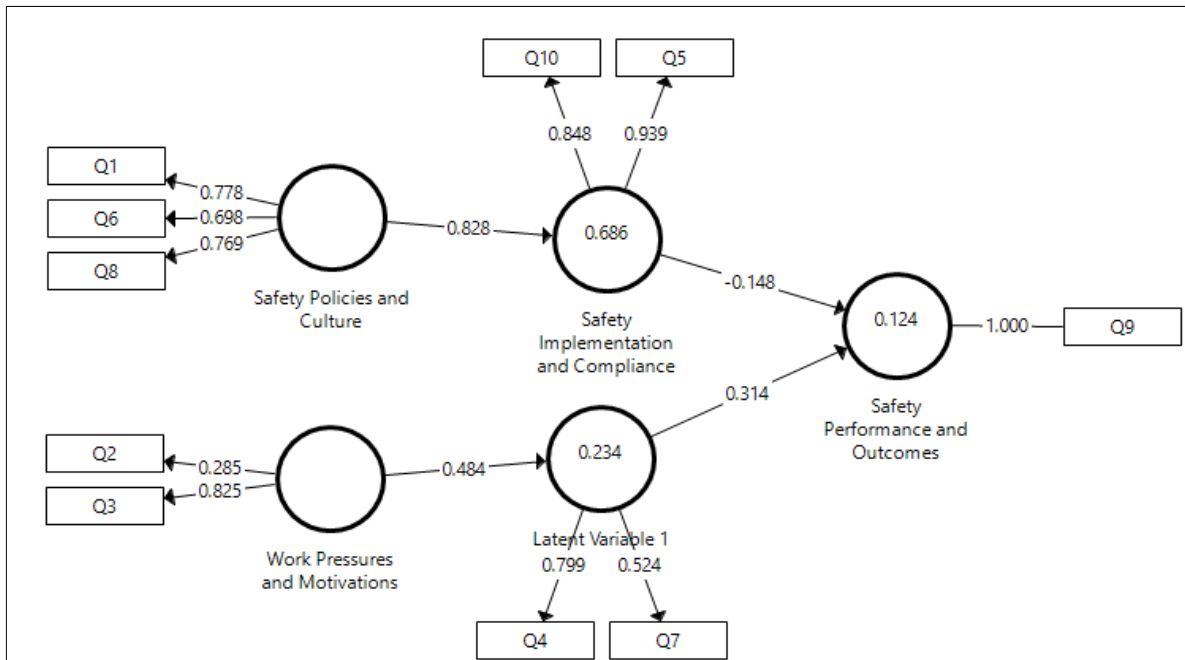 Q10 Q5
0.848 0.939
Q1
0.778
Q6
0.698
Q8
0.769
Safety Policies and
Culture
0.828
0.686
Safety
Implementation
and Compliance
-0.148
0.124
Safety
Performance and
Outcomes
1.000
Q9
Q2
0.285
Q3
0.825
Work Pressures
and Motivations
0.484
0.234
Latent Variable 1
0.314
0.799 0.524
Q4 Q7